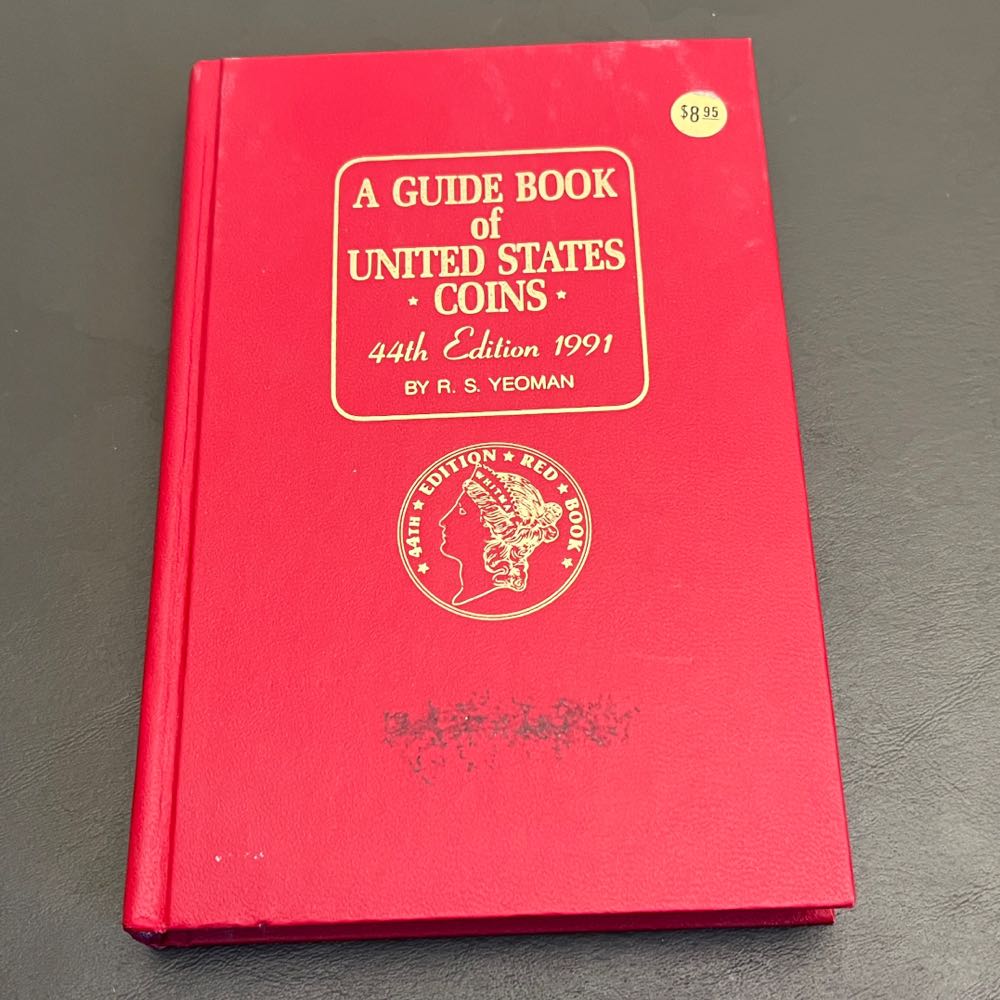 $8 95
A GUIDE BOOK
of
UNITED STATES
COINS
44th Edition 1991
BY R. S. YEOMAN
44TH ★ EDITION ★ RED ★ BOOK ★